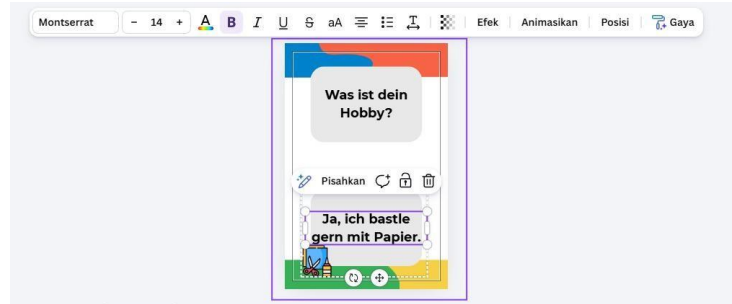 Montserrat – 14 + A B I U S aA Efek Animasikan Posisi Gaya
Was ist dein
Hobby?
Pisahkan
Ja, ich bastle
gern mit Papier.